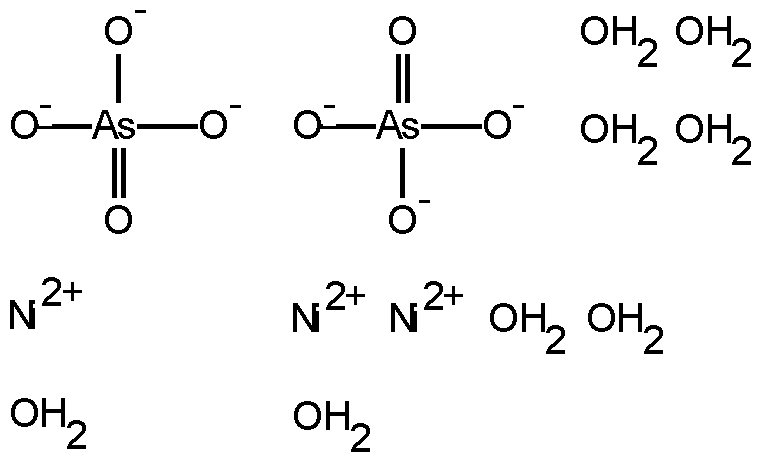 O⁻ O OH₂ OH₂
O⁻ As O⁻ O⁻ As O⁻ OH₂ OH₂
O O⁻
Ni²⁺ Ni²⁺ Ni²⁺ OH₂ OH₂
OH₂ OH₂